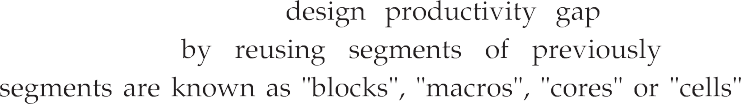 design productivity gap
by reusing segments of previously
segments are known as "blocks", "macros", "cores" or "cells"